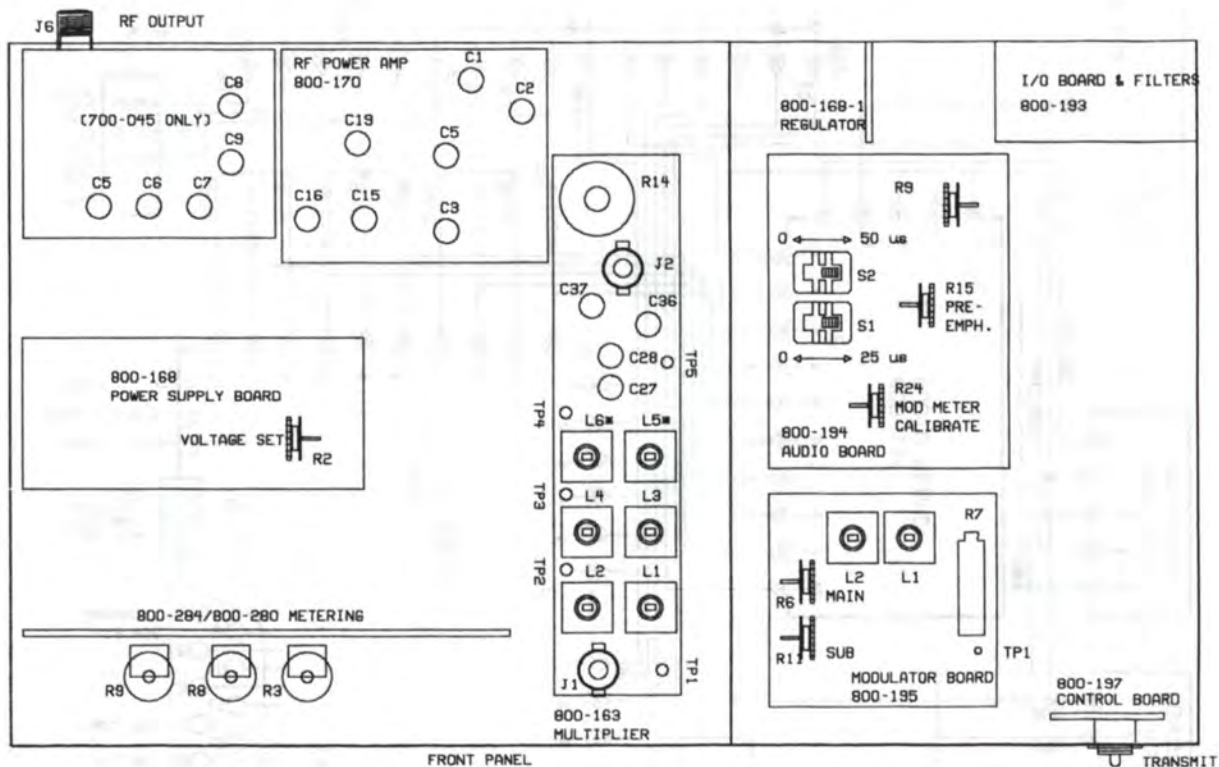 J6
RF OUTPUT
RF POWER AMP
800-170
C1
C2
C8
(700-045 ONLY)
C9
C19
C5
C5
C6
C7
C16
C15
C3
800-168-1
REGULATOR
I/O BOARD & FILTERS
800-193
R14
J2
C37
C36
C28
TP5
C27
R9
0
50 us
S2
R15
PRE-
EMPH.
S1
0
25 us
R24
MOD METER
CALIBRATE
800-194
AUDIO BOARD
800-168
POWER SUPPLY BOARD
VOLTAGE SET
R2
TP4
L6*
L5*
TP3
L4
L3
TP2
L2
L1
J1
TP1
800-163
MULTIPLIER
R7
L2
L1
R6
MAIN
R11
SUB
TP1
MODULATOR BOARD
800-195
800-284/800-280 METERING
R9
R8
R3
800-197
CONTROL BOARD
FRONT PANEL
TRANSMIT